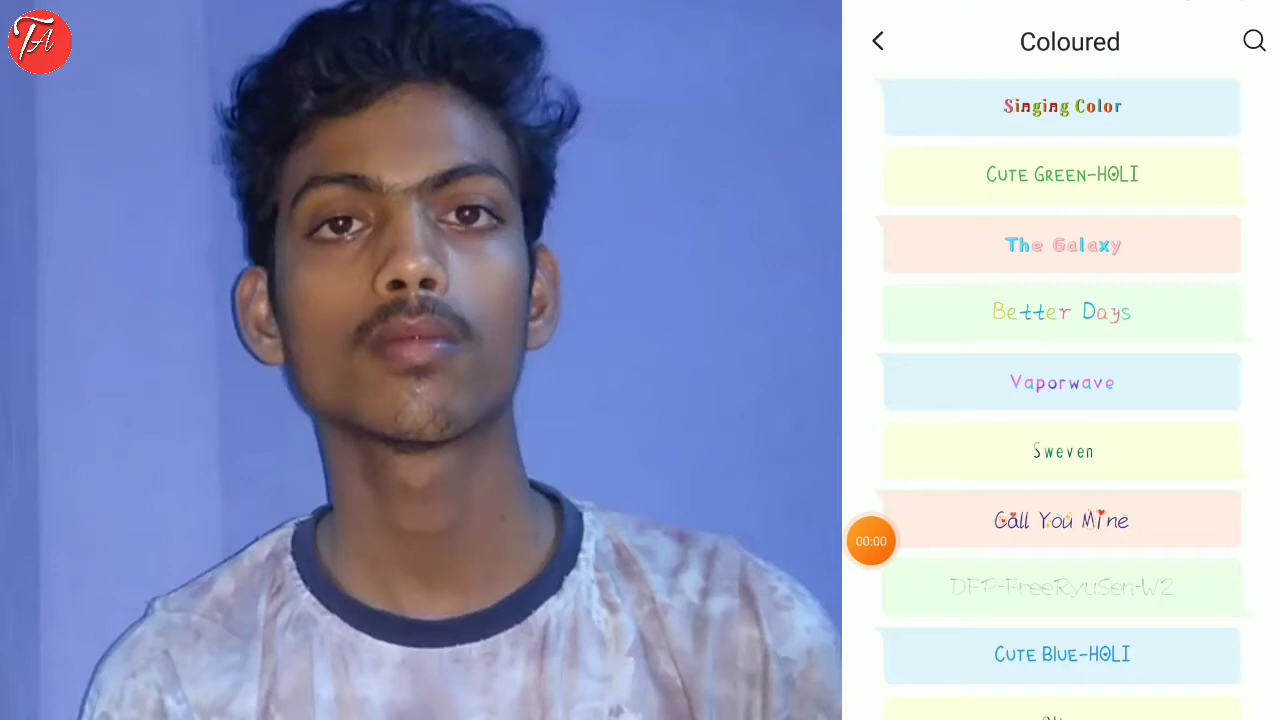 TA
Coloured
Singing Color
CUTE GREEN-HOLI
The Galaxy
Better Days
Vaporwave
Sweven
Call You Mine
00:00
DFP-FreeRyuSen-W2
CUTE BLUE-HOLI